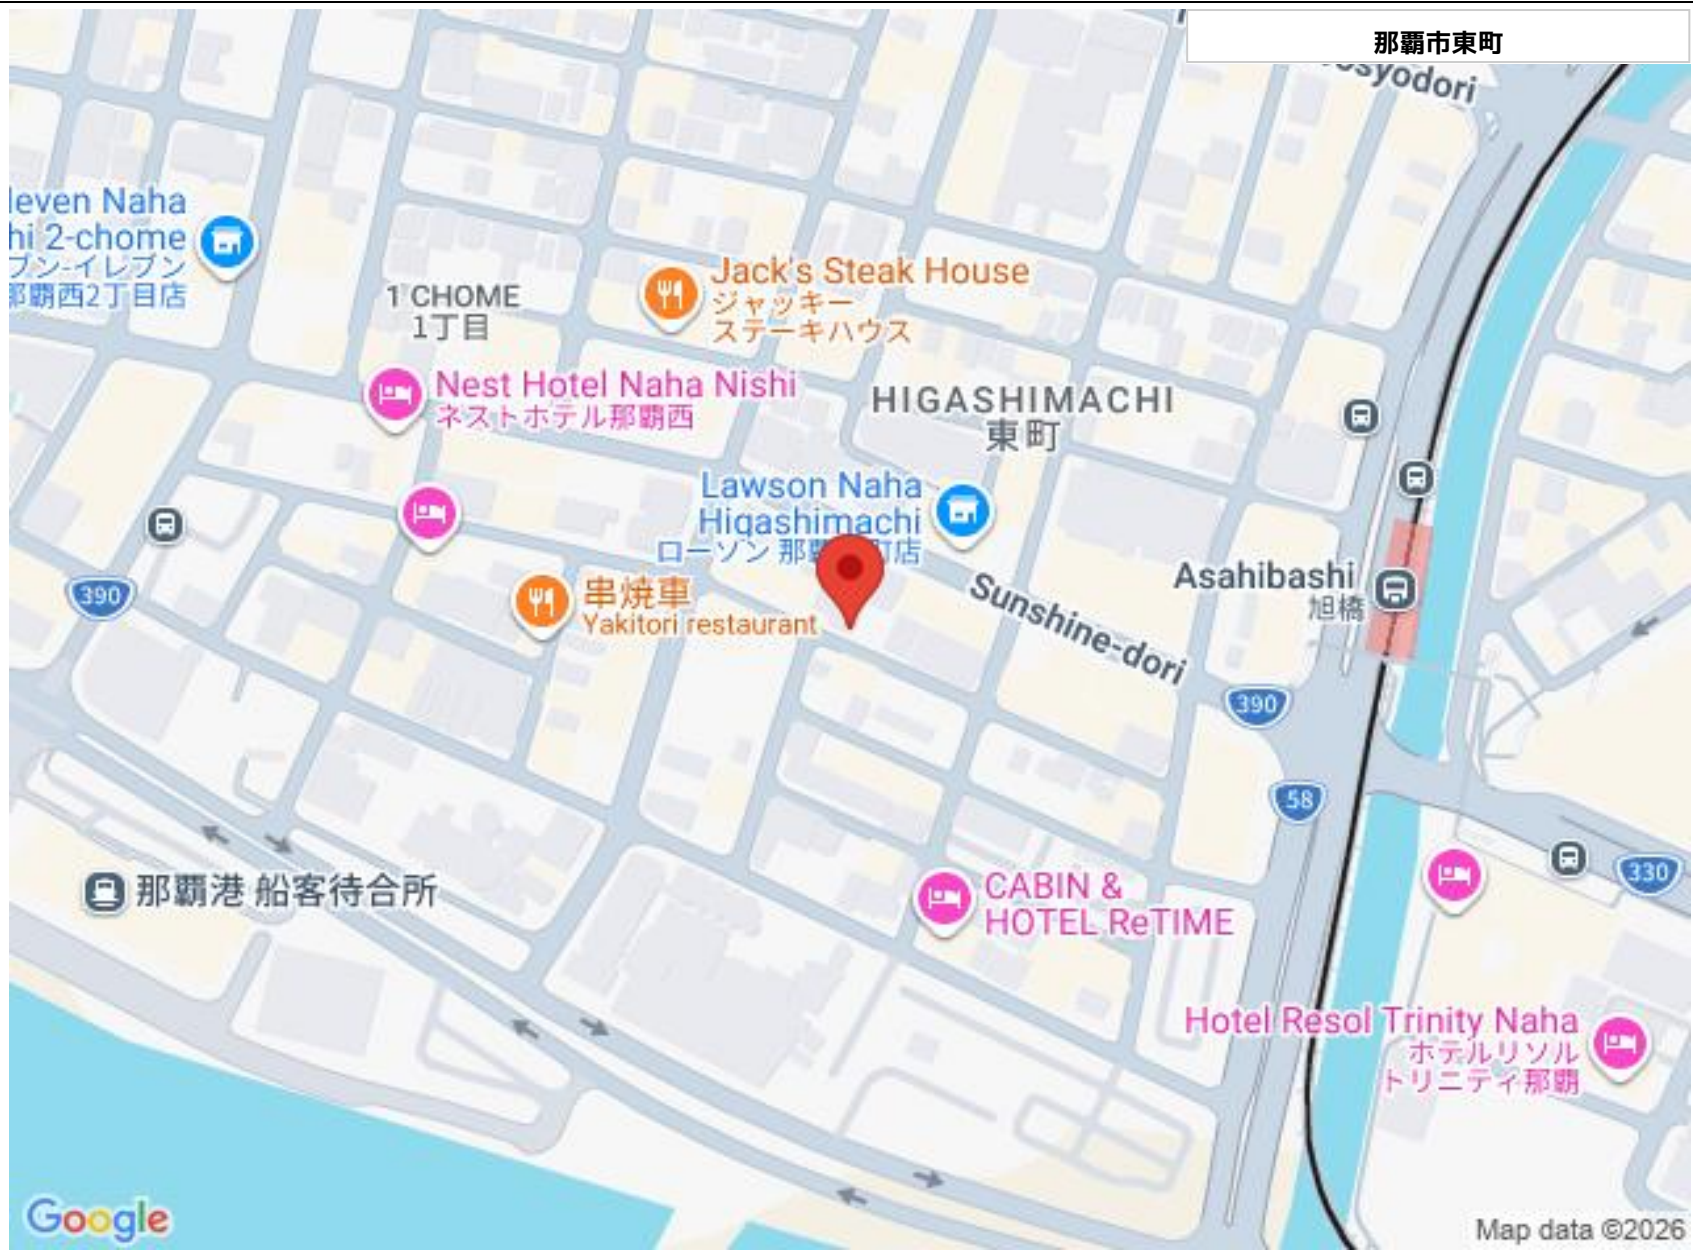 那覇市東町
syodori
leven Naha
hi 2-chome
ブン-イレブン
那覇西2丁目店
1 CHOME
1丁目
Jack's Steak House
ジャッキー
ステーキハウス
Nest Hotel Naha Nishi
ネストホテル那覇西
HIGASHIMACHI
東町
Lawson Naha
Higashimachi
ローソン 那覇 町店
串焼車
Yakitori restaurant
390
Sunshine-dori
Asahibashi
旭橋
390
58
330
那覇港 船客待合所
CABIN &
HOTEL ReTIME
Hotel Resol Trinity Naha
ホテルリソル
トリニティ那覇
Google
Map data ©2026